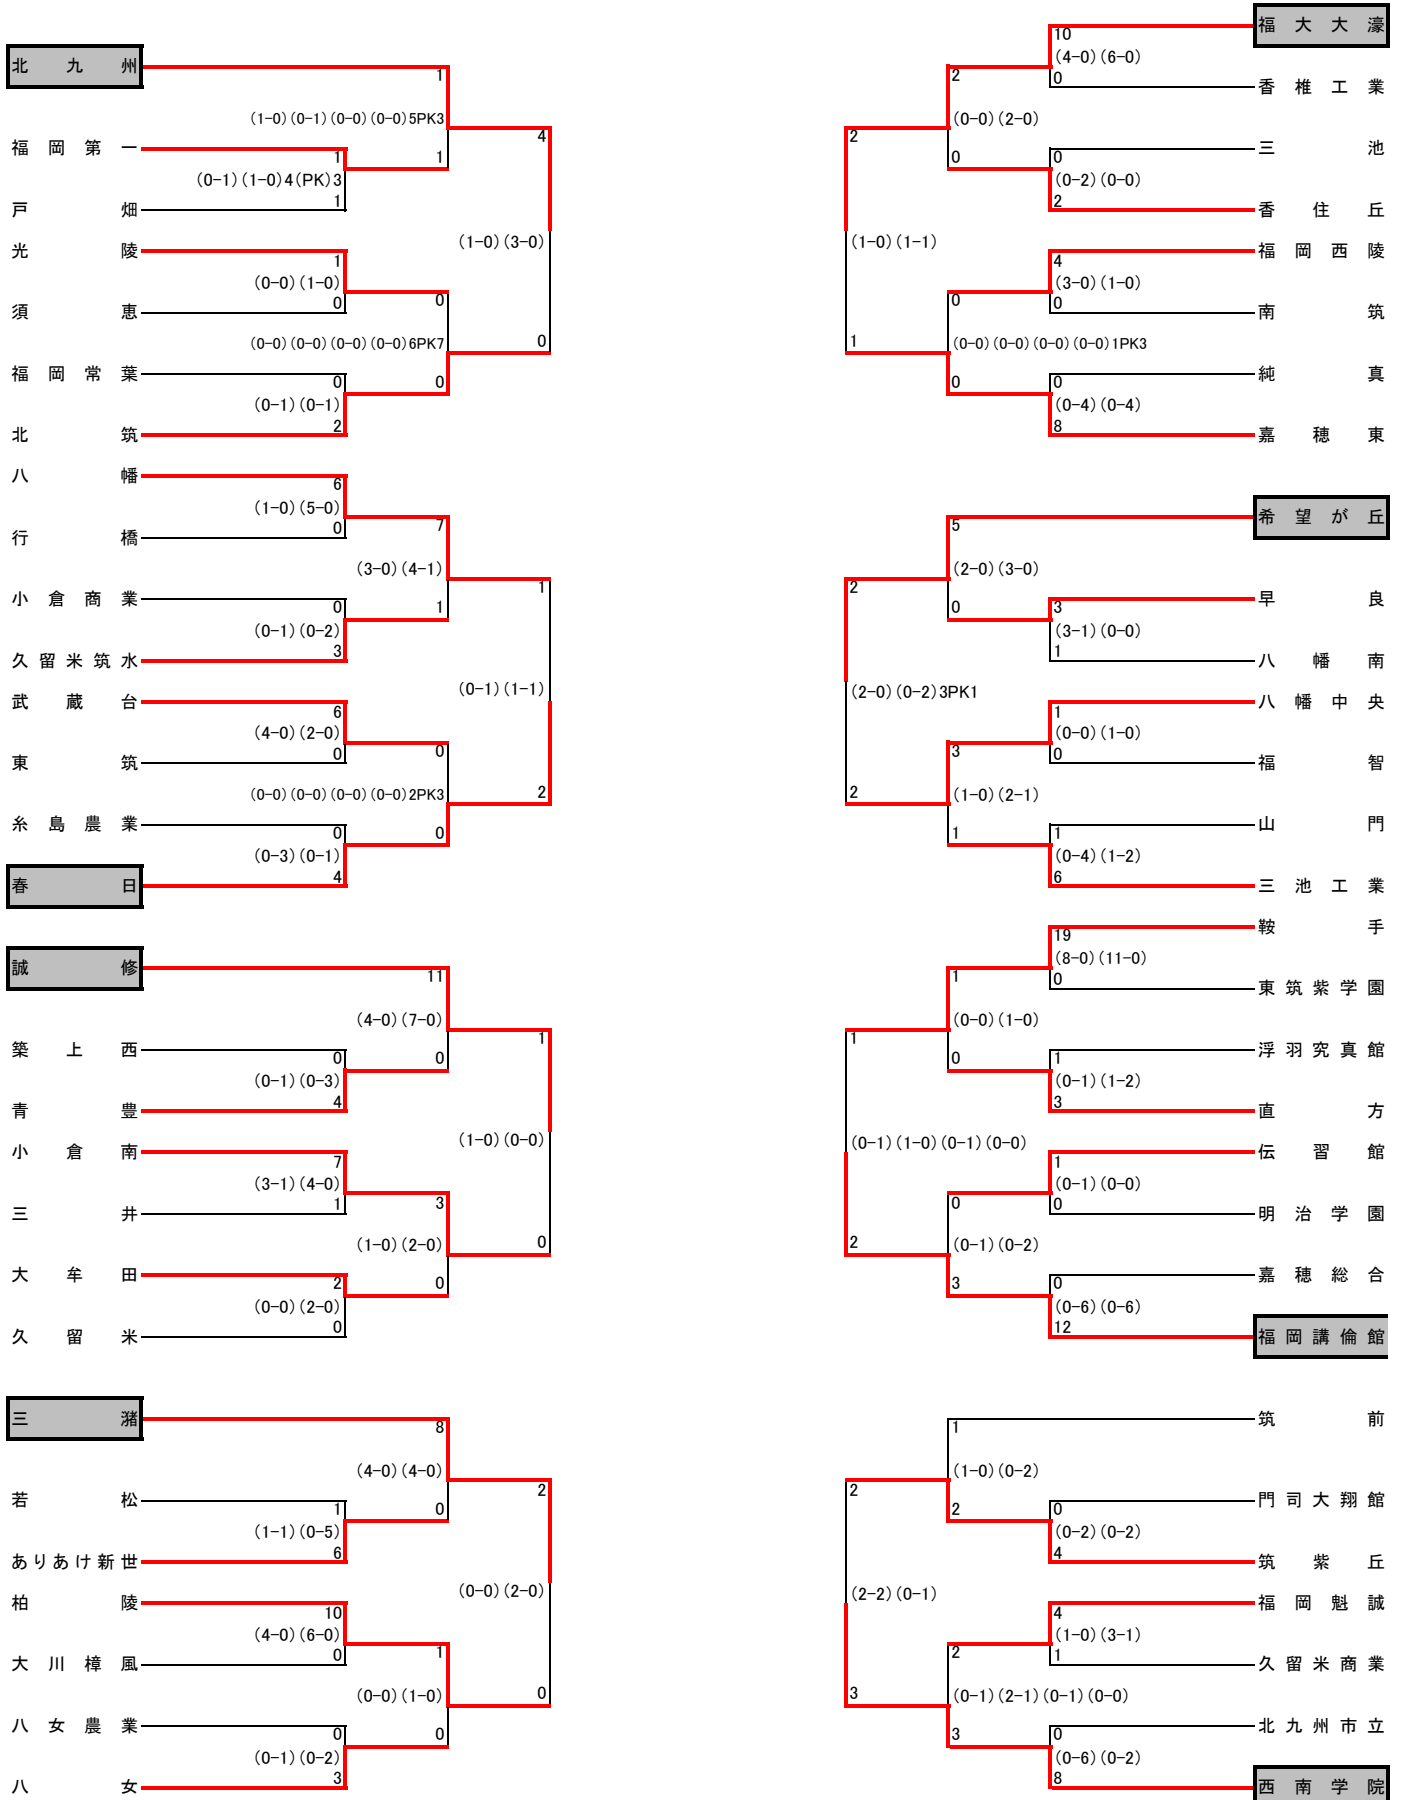 北九州
1
(1-0)(0-1)(0-0)(0-0)5PK3
4
福岡第一
1
1
(0-1)(1-0)4(PK)3
戸畑
1
(1-0)(3-0)
光陵
1
(0-0)(1-0)
須恵
0
0
(0-0)(0-0)(0-0)(0-0)6PK7
0
福岡常葉
0
0
(0-1)(0-1)
北筑
2
八幡
6
(1-0)(5-0)
行橋
0
7
(3-0)(4-1)
1
小倉商業
0
1
(0-1)(0-2)
久留米筑水
3
(0-1)(1-1)
武蔵台
6
(4-0)(2-0)
東筑
0
0
(0-0)(0-0)(0-0)(0-0)2PK3
2
糸島農業
0
0
(0-3)(0-1)
春日
4
誠修
11
(4-0)(7-0)
1
築上西
0
0
(0-1)(0-3)
青豊
4
(1-0)(0-0)
小倉南
7
(3-1)(4-0)
三井
1
3
(1-0)(2-0)
0
大牟田
2
0
(0-0)(2-0)
久留米
0
三潴
8
(4-0)(4-0)
2
若松
1
0
(1-1)(0-5)
ありあけ新世
6
(0-0)(2-0)
柏陵
10
(4-0)(6-0)
大川樟風
0
1
(0-0)(1-0)
0
八女農業
0
0
(0-1)(0-2)
八女
3
福大大濠
10
(4-0)(6-0)
香椎工業
0
2
(0-0)(2-0)
2
三池
0
0
(0-2)(0-0)
香住丘
2
(1-0)(1-1)
福岡西陵
4
(3-0)(1-0)
南筑
0
0
(0-0)(0-0)(0-0)(0-0)1PK3
1
純真
0
0
(0-4)(0-4)
嘉穂東
8
希望が丘
5
(2-0)(3-0)
2
早良
3
0
(3-1)(0-0)
八幡南
1
(2-0)(0-2)3PK1
八幡中央
1
(0-0)(1-0)
福智
0
3
(1-0)(2-1)
2
山門
1
1
(0-4)(1-2)
三池工業
6
鞍手
19
(8-0)(11-0)
東筑紫学園
0
1
(0-0)(1-0)
1
浮羽究真館
1
0
(0-1)(1-2)
直方
3
(0-1)(1-0)(0-1)(0-0)
伝習館
1
(0-1)(0-0)
明治学園
0
0
(0-1)(0-2)
2
嘉穂総合
0
3
(0-6)(0-6)
福岡講倫館
12
筑前
1
(1-0)(0-2)
2
門司大翔館
0
2
(0-2)(0-2)
筑紫丘
4
(2-2)(0-1)
福岡魁誠
4
(1-0)(3-1)
久留米商業
1
2
(0-1)(2-1)(0-1)(0-0)
3
北九州市立
0
3
(0-6)(0-2)
西南学院
8